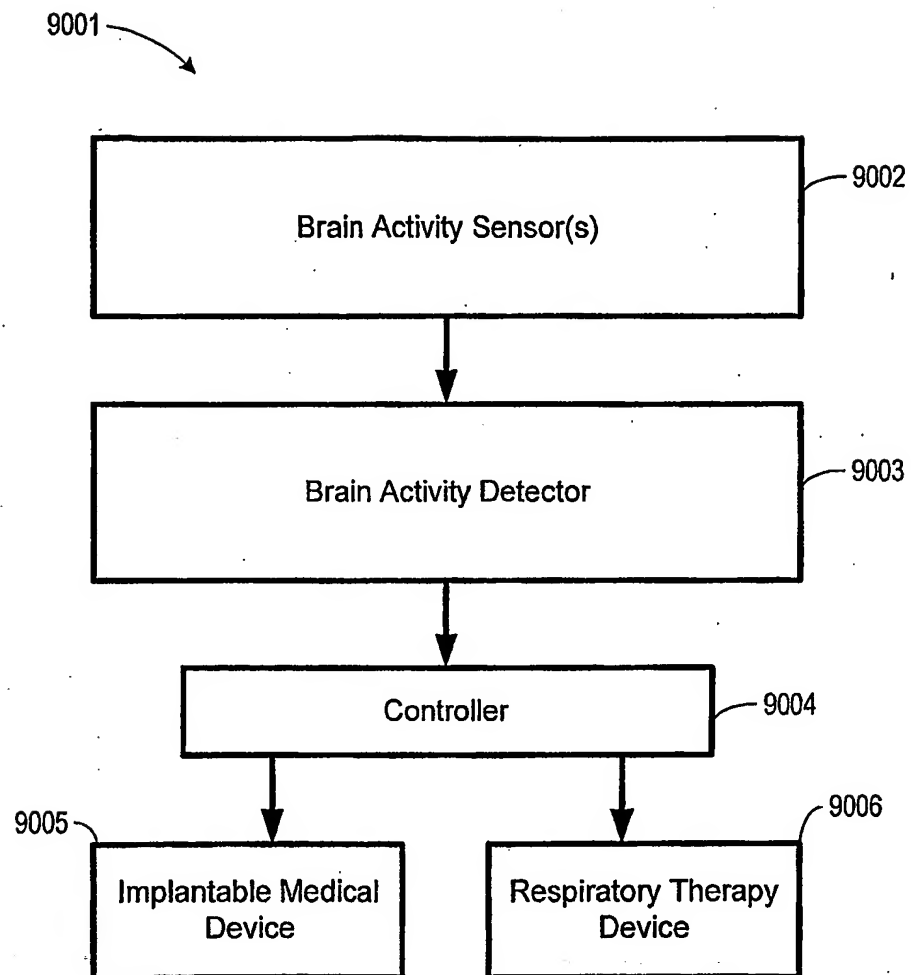 9001
Brain Activity Sensor(s)
9002
Brain Activity Detector
9003
Controller
9004
9005
Implantable Medical
Device
9006
Respiratory Therapy
Device